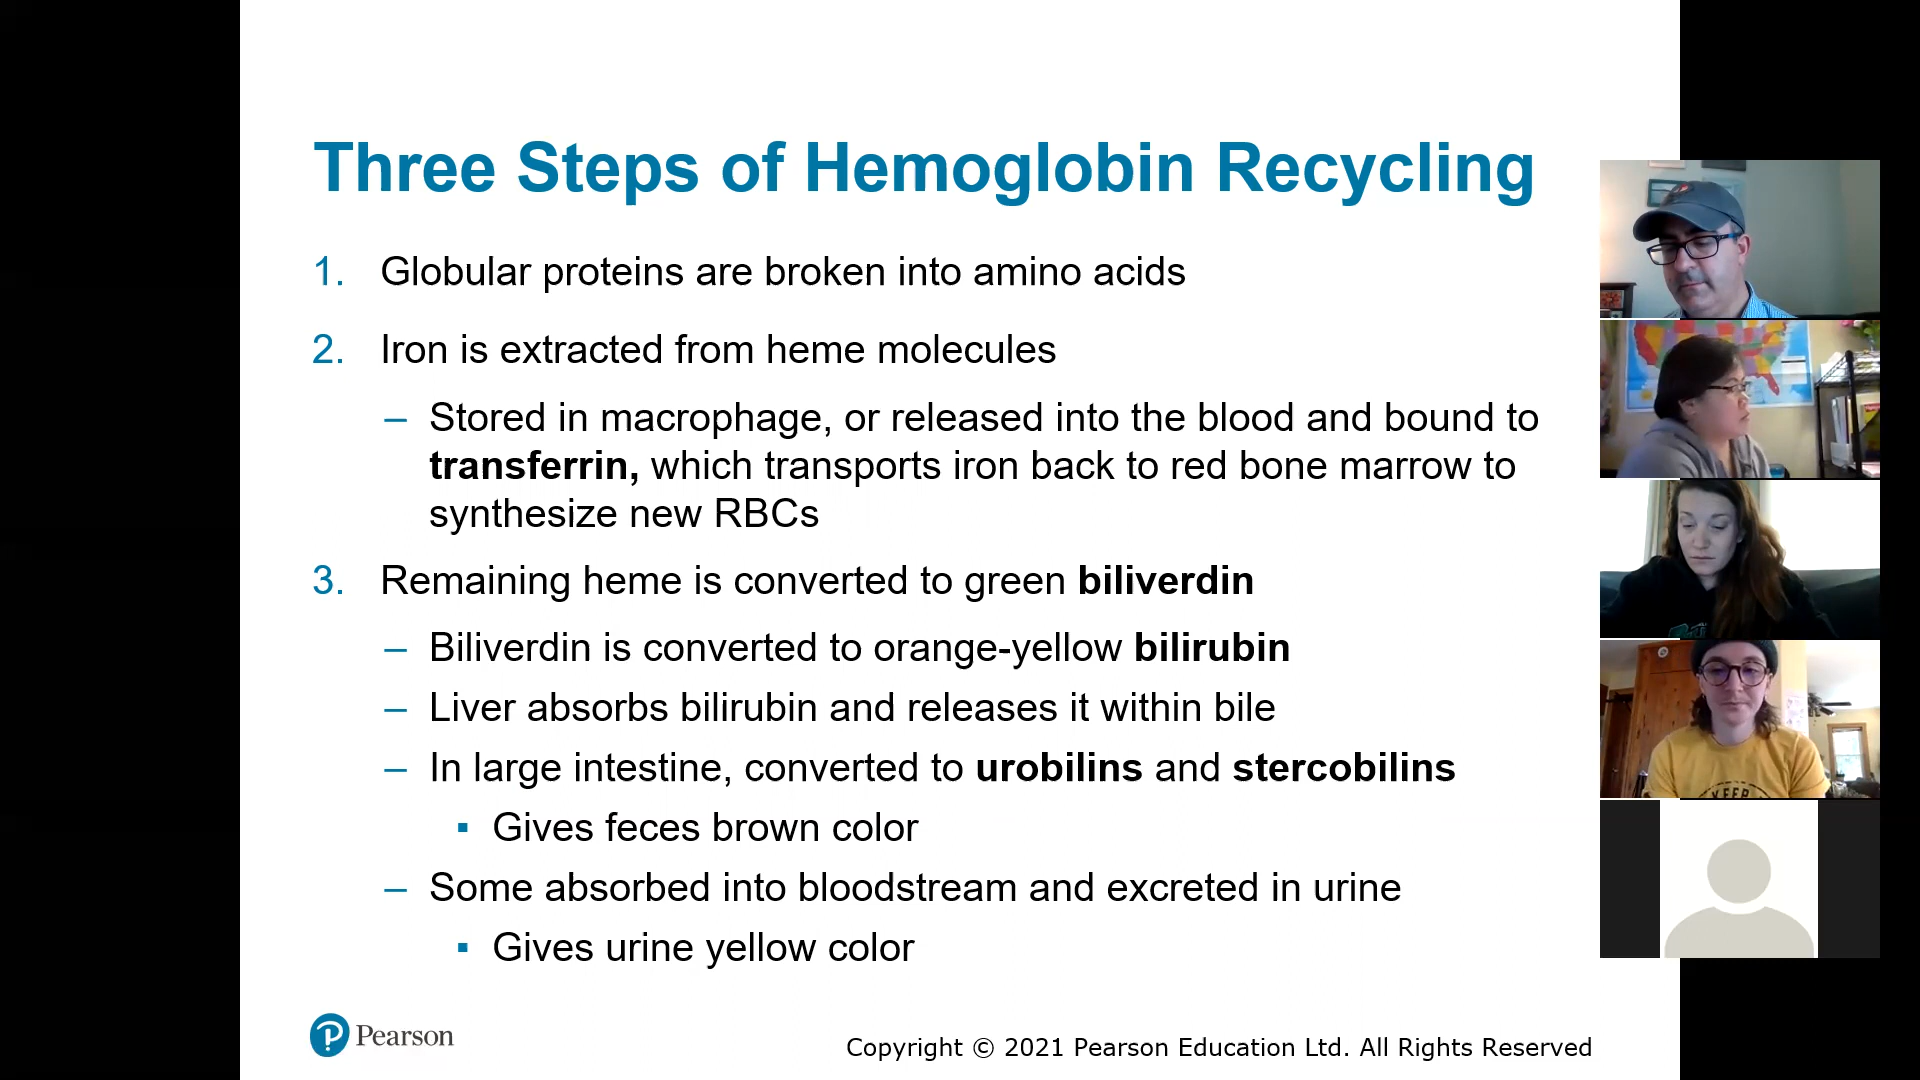 Three Steps of Hemoglobin Recycling
1. Globular proteins are broken into amino acids
2. Iron is extracted from heme molecules
– Stored in macrophage, or released into the blood and bound to
transferrin, which transports iron back to red bone marrow to
synthesize new RBCs
3. Remaining heme is converted to green biliverdin
– Biliverdin is converted to orange-yellow bilirubin
– Liver absorbs bilirubin and releases it within bile
– In large intestine, converted to urobilins and stercobilins
▪ Gives feces brown color
– Some absorbed into bloodstream and excreted in urine
▪ Gives urine yellow color
P Pearson
Copyright © 2021 Pearson Education Ltd. All Rights Reserved
KEEP